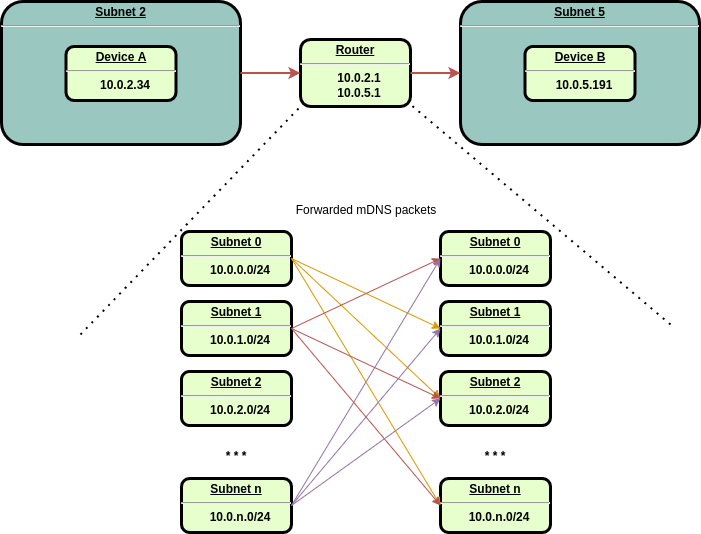 Subnet 2
Device A
10.0.2.34
Router
10.0.2.1
10.0.5.1
Subnet 5
Device B
10.0.5.191
Forwarded mDNS packets
Subnet 0
10.0.0.0/24
Subnet 1
10.0.1.0/24
Subnet 2
10.0.2.0/24
* * *
Subnet n
10.0.n.0/24
Subnet 0
10.0.0.0/24
Subnet 1
10.0.1.0/24
Subnet 2
10.0.2.0/24
* * *
Subnet n
10.0.n.0/24